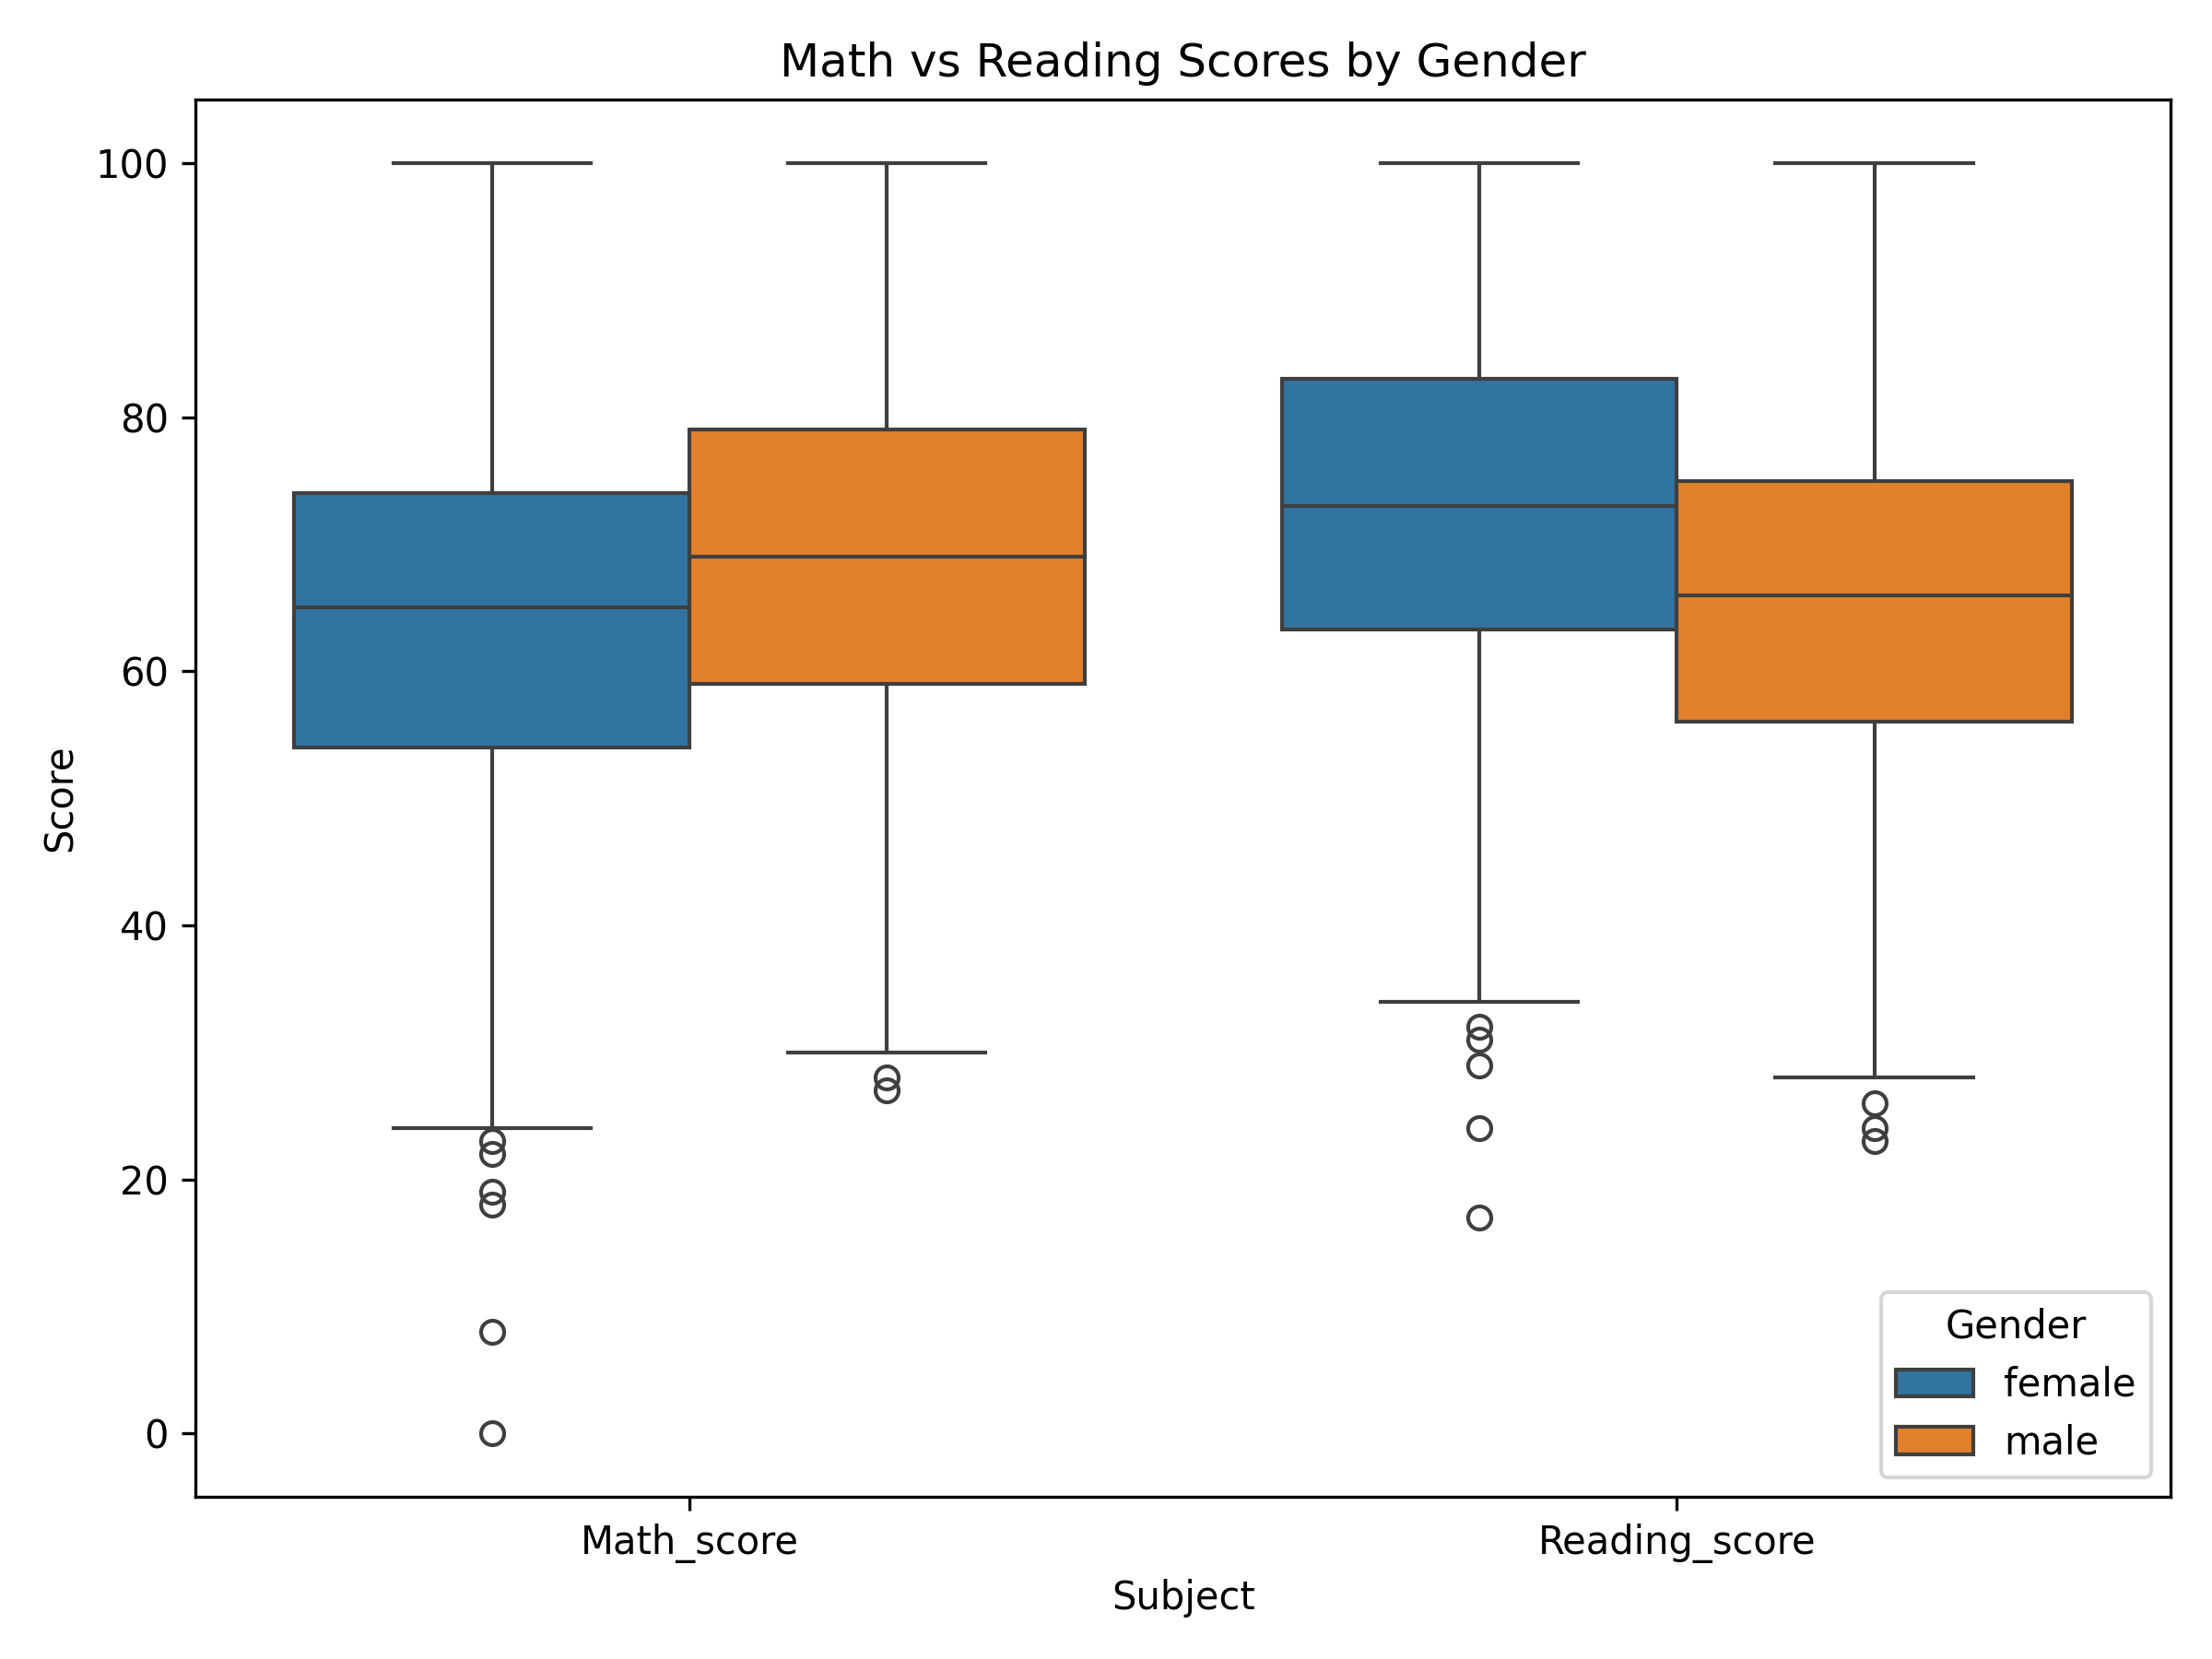 Math vs Reading Scores by Gender
100
80
60
40
20
0
Score
Math_score
Reading_score
Subject
Gender
female
male